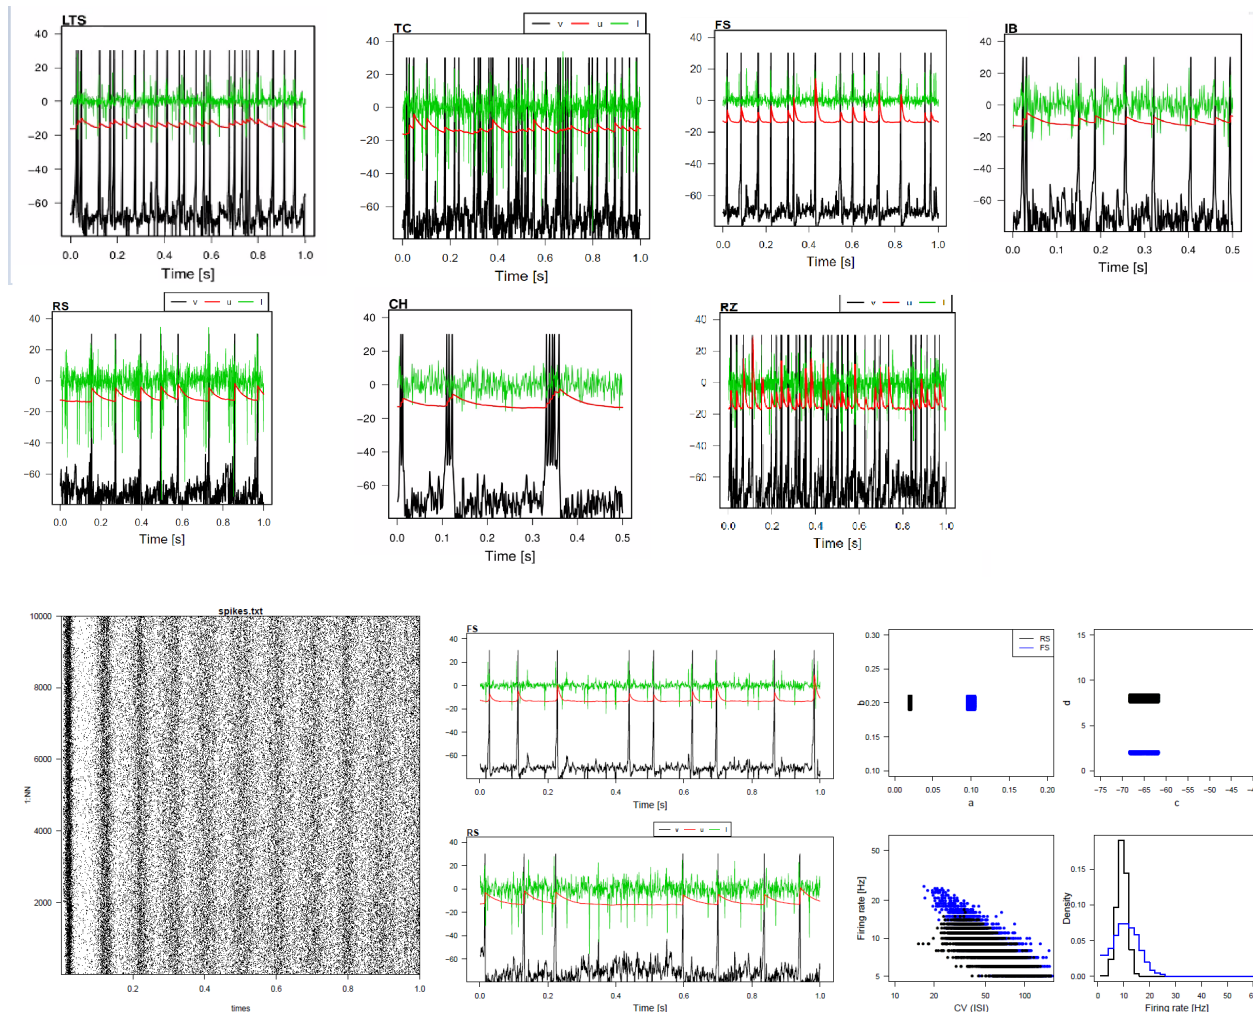 LTS
40
20
0
−20
−40
−60
0.0 0.2 0.4 0.6 0.8 1.0
Time [s]
TC
v u I
40
20
0
−20
−40
−60
0.0 0.2 0.4 0.6 0.8 1.0
Time [s]
FS
40
20
0
−20
−40
−60
0.0 0.2 0.4 0.6 0.8 1.0
Time [s]
IB
40
20
0
−20
−40
−60
0.0 0.1 0.2 0.3 0.4 0.5
Time [s]
RS
v u I
40
20
0
−20
−40
−60
0.0 0.2 0.4 0.6 0.8 1.0
Time [s]
CH
40
20
0
−20
−40
−60
0.0 0.1 0.2 0.3 0.4 0.5
Time [s]
RZ
v u I
40
20
0
−20
−40
−60
0.0 0.2 0.4 0.6 0.8 1.0
Time [s]
spikes.txt
10000
8000
6000
4000
2000
1:NN
0.2 0.4 0.6 0.8 1.0
times
FS
40
20
0
−20
−40
−60
0.0 0.2 0.4 0.6 0.8 1.0
Time [s]
RS
v u I
40
20
0
−20
−40
−60
0.0 0.2 0.4 0.6 0.8 1.0
Time [s]
RS
FS
0.30
0.25
0.20
0.15
0.10
b
0.00 0.05 0.10 0.15 0.20
a
15
10
5
0
d
−75 −70 −65 −60 −55 −50 −45
c
50
20
10
5
Firing rate [Hz]
10 20 50 100
CV (ISI)
0.15
0.10
0.05
0.00
Density
0 10 20 30 40 50
Firing rate [Hz]